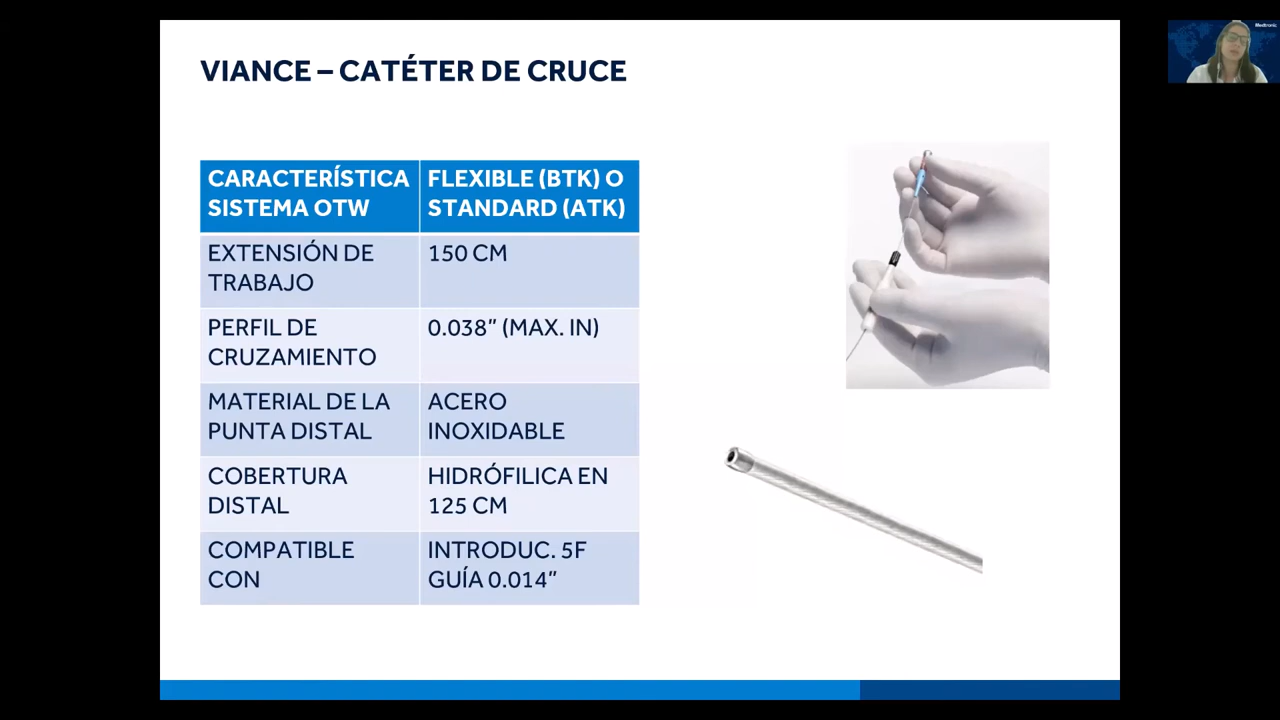 VIANCE – CATÉTER DE CRUCE
CARACTERÍSTICA
SISTEMA OTW
FLEXIBLE (BTK) O
STANDARD (ATK)
EXTENSIÓN DE
TRABAJO
150 CM
PERFIL DE
CRUZAMIENTO
0.038” (MAX. IN)
MATERIAL DE LA
PUNTA DISTAL
ACERO
INOXIDABLE
COBERTURA
DISTAL
HIDRÓFILICA EN
125 CM
COMPATIBLE
CON
INTRODUC. 5F
GUÍA 0.014”
Medtronic